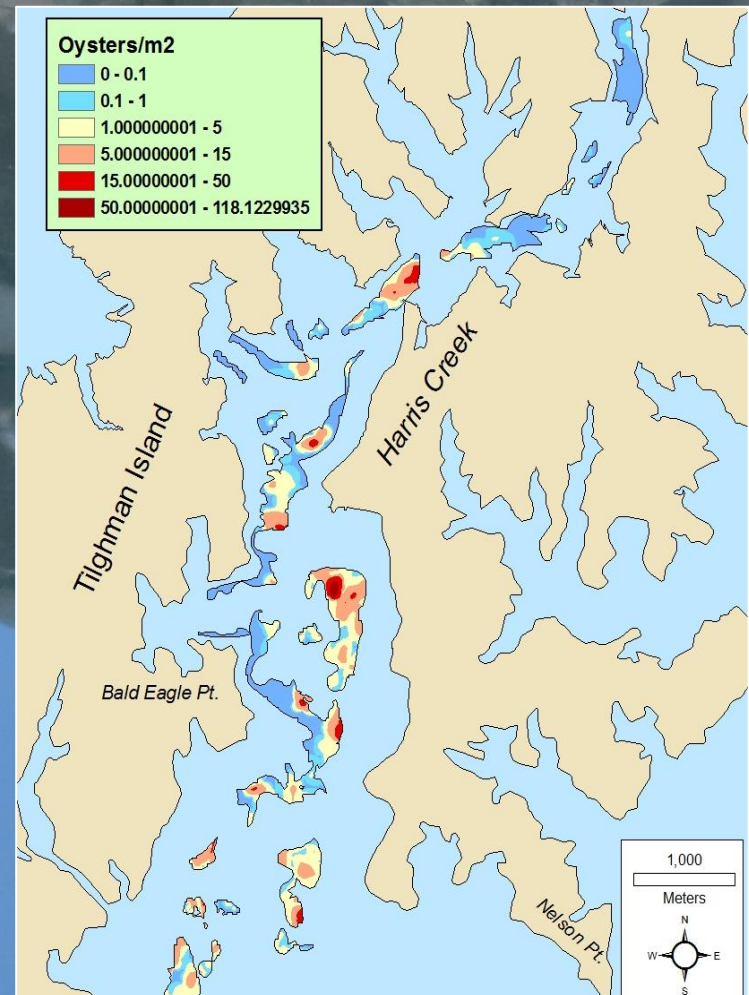 Oysters/m2
0 - 0.1
0.1 - 1
1.000000001 - 5
5.000000001 - 15
15.00000001 - 50
50.00000001 - 118.1229935
Harris Creek
Tilghman Island
Bald Eagle Pt.
Nelson Pt.
1,000
Meters
N
W E
S